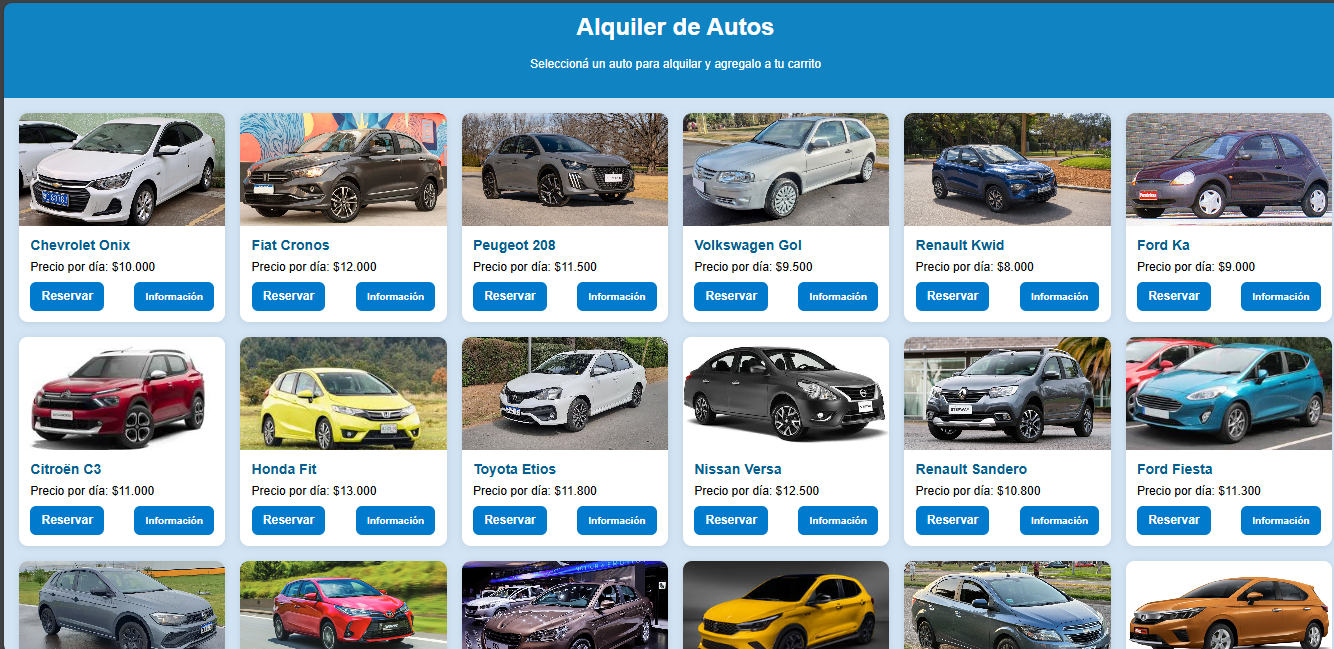 Alquiler de Autos
Seleccioná un auto para alquilar y agregalo a tu carrito
Chevrolet Onix
Precio por día: $10.000
Reservar Información
Fiat Cronos
Precio por día: $12.000
Reservar Información
Peugeot 208
Precio por día: $11.500
Reservar Información
Volkswagen Gol
Precio por día: $9.500
Reservar Información
Renault Kwid
Precio por día: $8.000
Reservar Información
Ford Ka
Precio por día: $9.000
Reservar Información
Citroën C3
Precio por día: $11.000
Reservar Información
Honda Fit
Precio por día: $13.000
Reservar Información
Toyota Etios
Precio por día: $11.800
Reservar Información
Nissan Versa
Precio por día: $12.500
Reservar Información
STEPWAY
Renault Sandero
Precio por día: $10.800
Reservar Información
Ford Fiesta
Precio por día: $11.300
Reservar Información